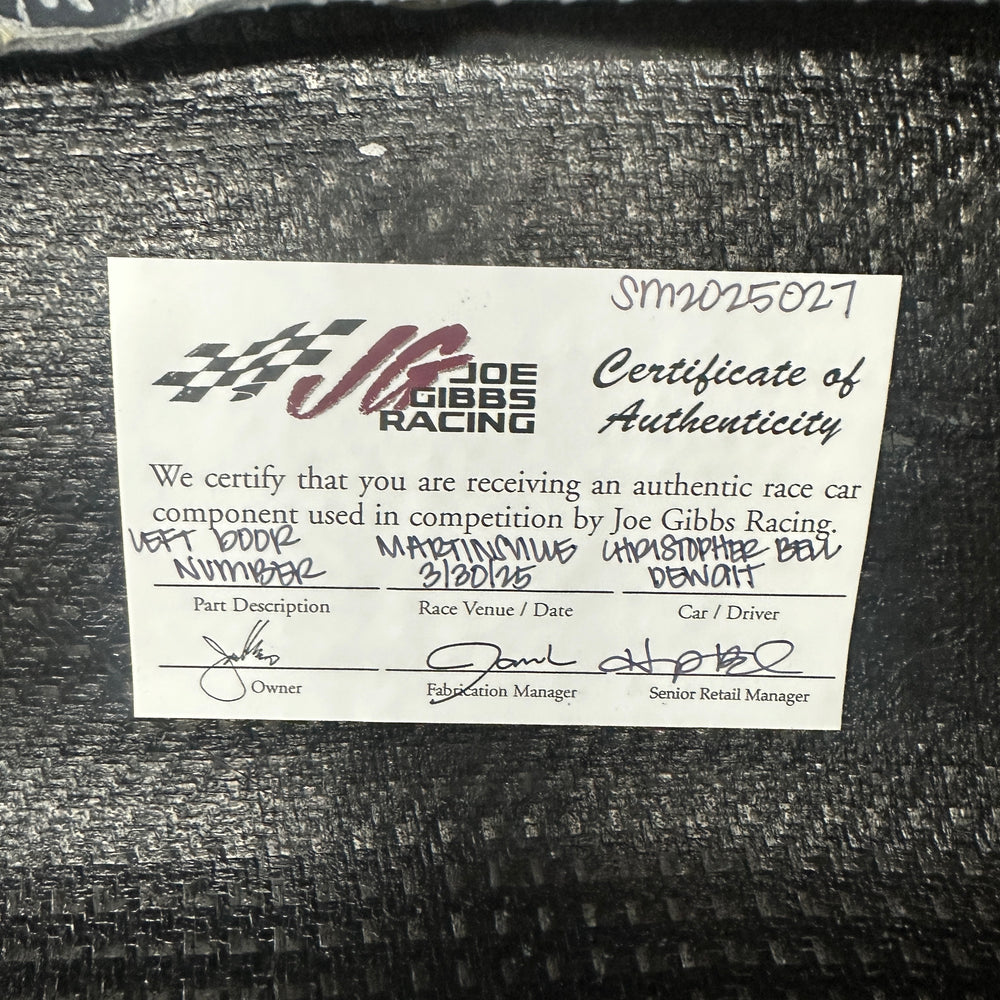 SM2025027
JG JOE
GIBBS
RACING
Certificate of
Authenticity
We certify that you are receiving an authentic race car
component used in competition by Joe Gibbs Racing.
LEFT DOOR
NUMBER
Part Description
MARTINSVILLE
3/30/25
Race Venue / Date
CHRISTOPHER BELL
DEWALT
Car / Driver
Owner
Fabrication Manager
Senior Retail Manager